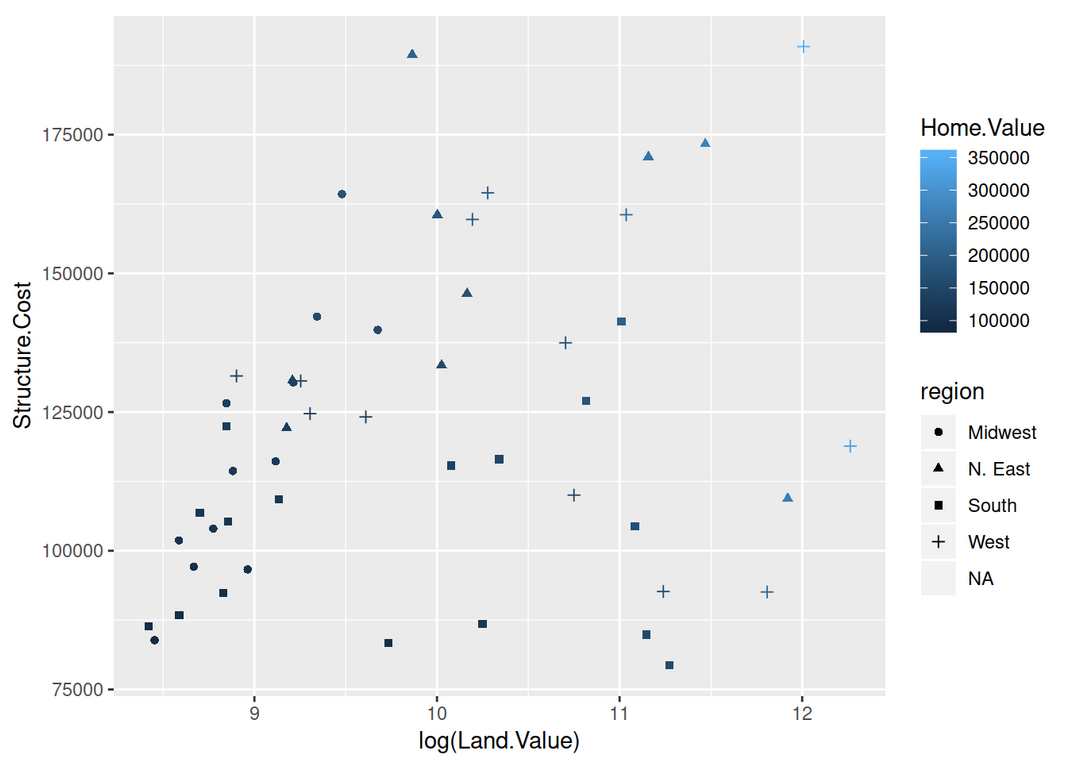 175000
150000
125000
100000
75000
Structure.Cost
9 10 11 12
log(Land.Value)
Home.Value
350000
300000
250000
200000
150000
100000
region
Midwest
N. East
South
West
NA